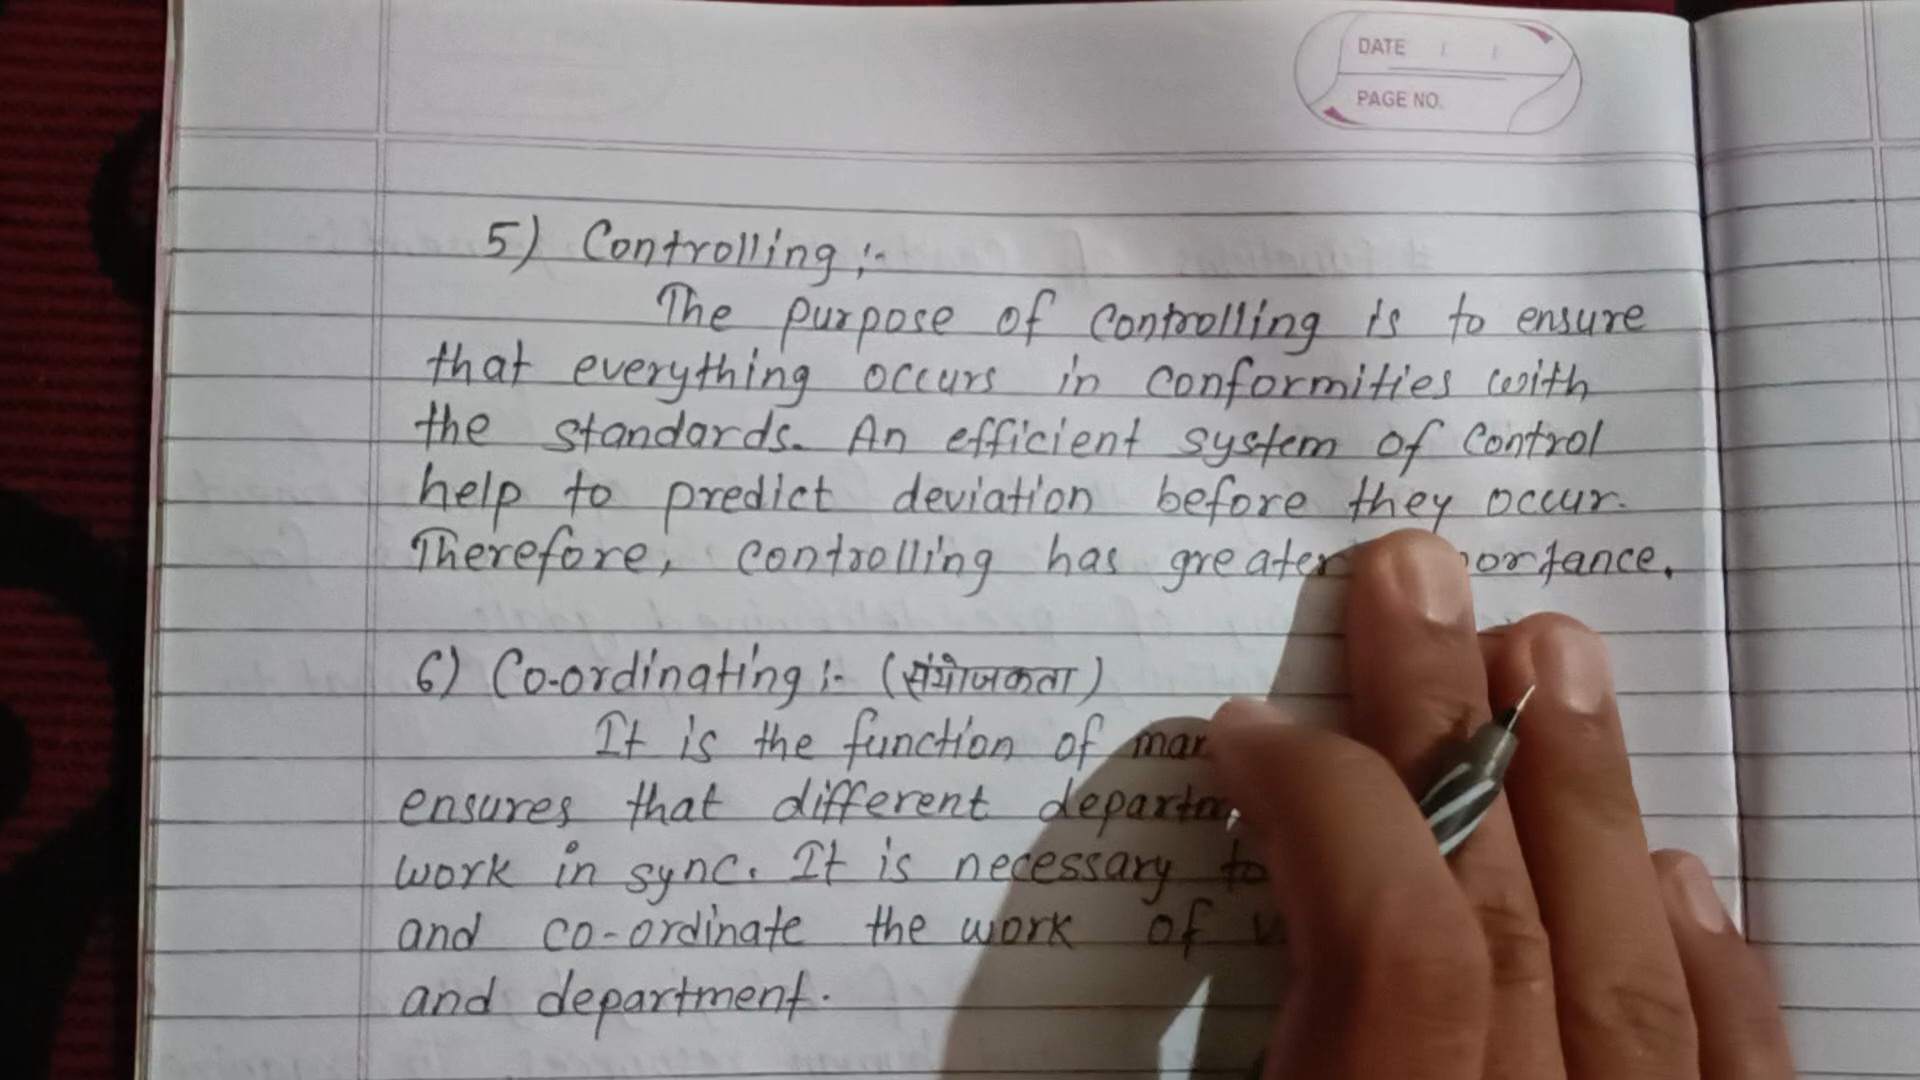 DATE
PAGE NO.
5) Controlling :-
The purpose of Controlling is to ensure
that everything occurs in Conformities with
the standards. An efficient system of Control
help to predict deviation before they occur.
Therefore, Controlling has greater
6) Co-ordinating :- (संयोजकता)
It is the function of
ensures that different
work in sync. It is necessary to
and co-ordinate the work of
and department.